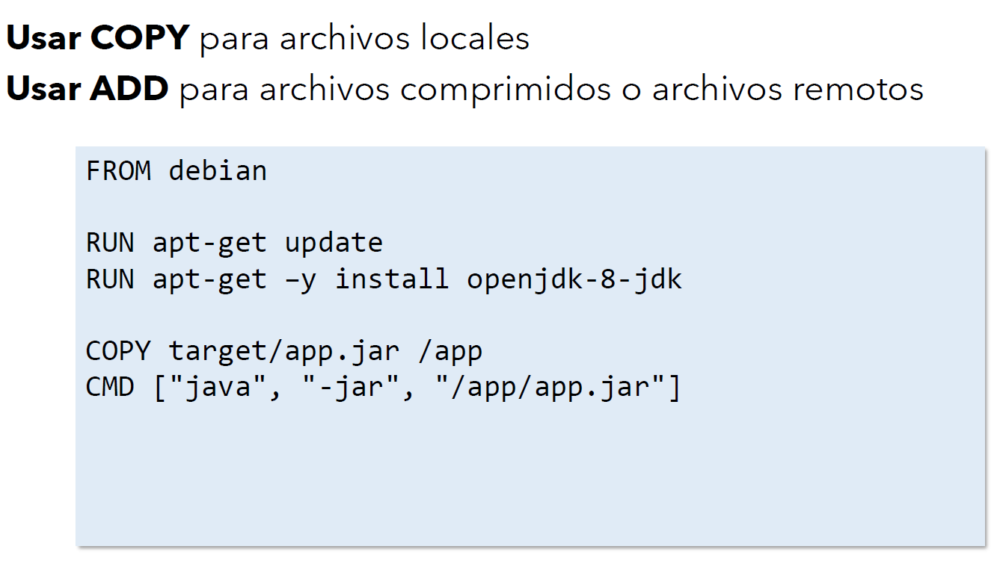 Usar COPY para archivos locales
Usar ADD para archivos comprimidos o archivos remotos
FROM debian
RUN apt-get update
RUN apt-get –y install openjdk-8-jdk
COPY target/app.jar /app
CMD ["java", "-jar", "/app/app.jar"]